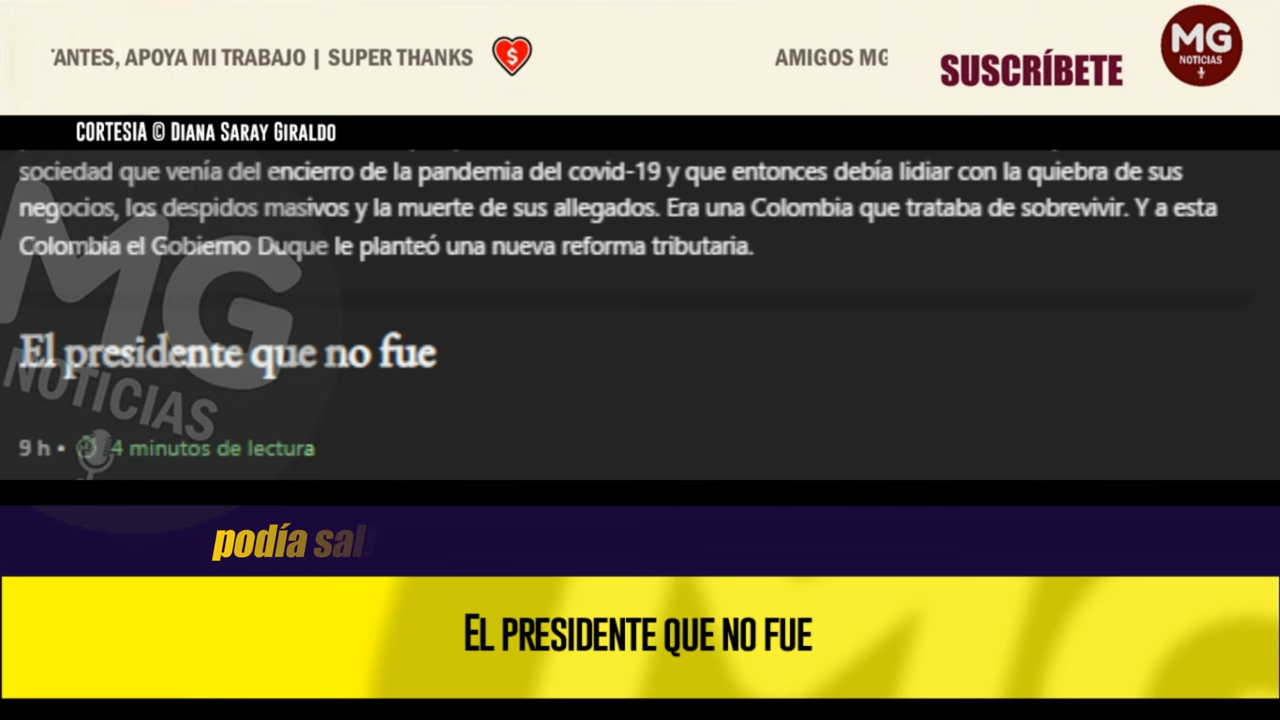 TANTES, APOYA MI TRABAJO | SUPER THANKS
AMIGOS MG
SUSCRÍBETE
MG
NOTICIAS
CORTESIA © DIANA SARAY GIRALDO
sociedad que venía del encierro de la pandemia del covid-19 y que entonces debía lidiar con la quiebra de sus
negocios, los despidos masivos y la muerte de sus allegados. Era una Colombia que trataba de sobrevivir. Y a esta
Colombia el Gobierno Duque le planteó una nueva reforma tributaria.
El presidente que no fue
MG
NOTICIAS
9 h • 4 minutos de lectura
podía sal
EL PRESIDENTE QUE NO FUE